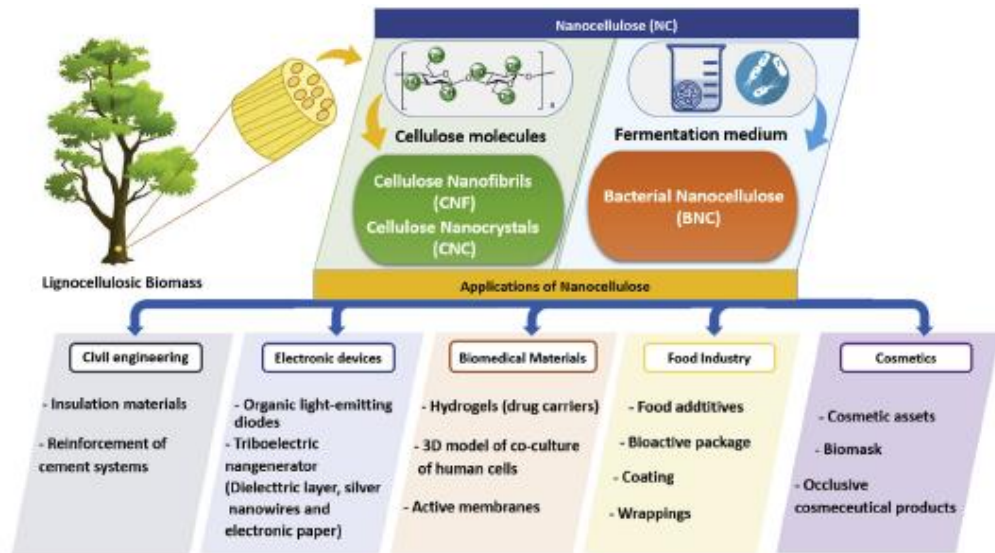 Nanocellulose (NC)
Cellulose molecules
Fermentation medium
Cellulose Nanofibrils
(CNF)
Cellulose Nanocrystals
(CNC)
Bacterial Nanocellulose
(BNC)
Lignocellulosic Biomass
Applications of Nanocellulose
Civil engineering
- Insulation materials
- Reinforcement of
cement systems
Electronic devices
- Organic light-emitting
diodes
- Triboelectric
nangenerator
(Dielecttric layer, silver
nanowires and
electronic paper)
Biomedical Materials
- Hydrogels (drug carriers)
- 3D model of co-culture
of human cells
- Active membranes
Food Industry
- Food addtitives
- Bioactive package
- Coating
- Wrappings
Cosmetics
- Cosmetic assets
- Biomask
- Occlusive
cosmeceutical products